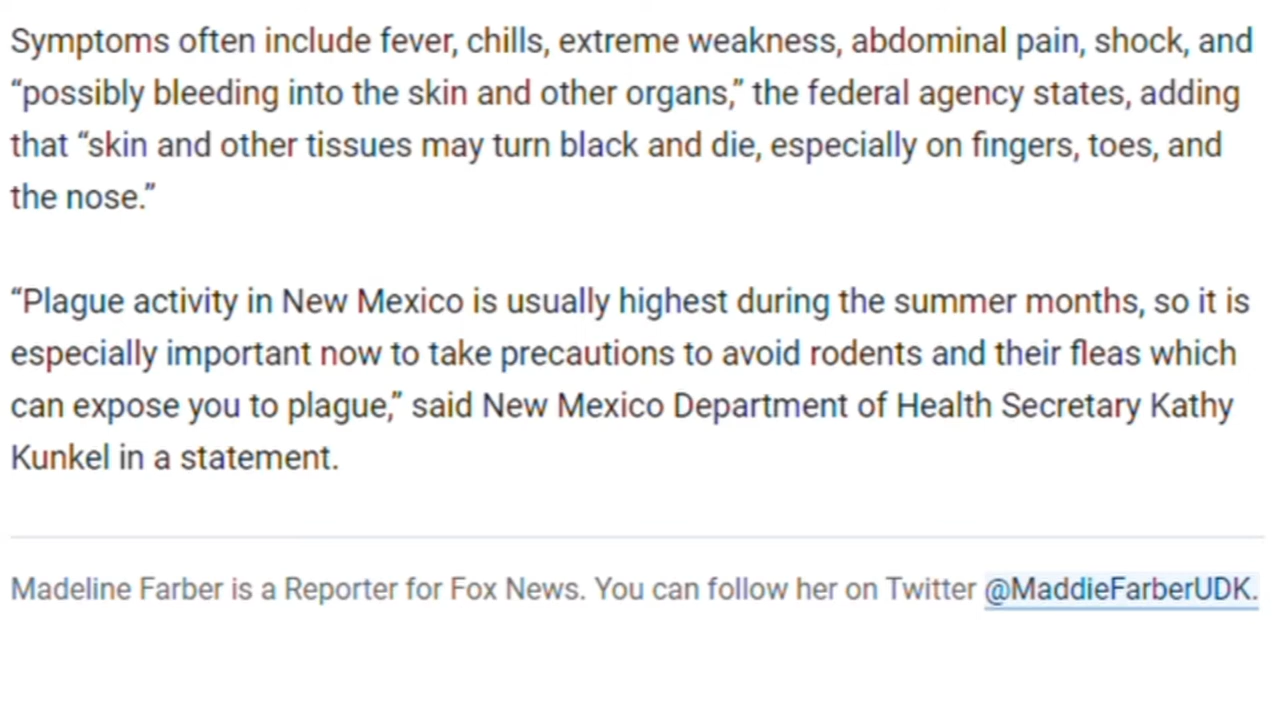 Symptoms often include fever, chills, extreme weakness, abdominal pain, shock, and
“possibly bleeding into the skin and other organs,” the federal agency states, adding
that “skin and other tissues may turn black and die, especially on fingers, toes, and
the nose.”
“Plague activity in New Mexico is usually highest during the summer months, so it is
especially important now to take precautions to avoid rodents and their fleas which
can expose you to plague,” said New Mexico Department of Health Secretary Kathy
Kunkel in a statement.
Madeline Farber is a Reporter for Fox News. You can follow her on Twitter @MaddieFarberUDK.